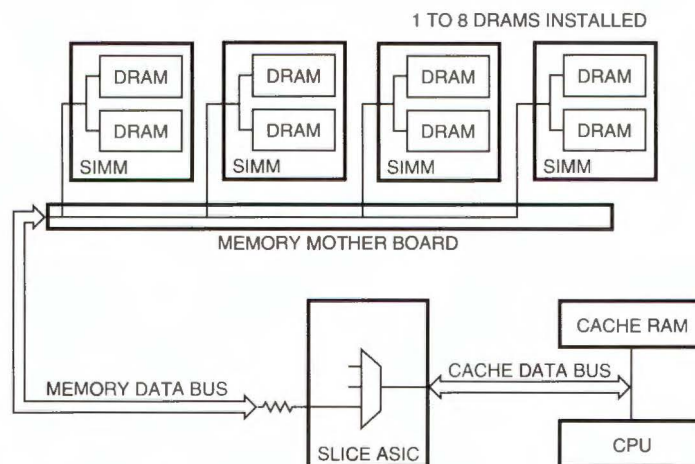 1 TO 8 DRAMS INSTALLED
DRAM
DRAM
SIMM
DRAM
DRAM
SIMM
DRAM
DRAM
SIMM
DRAM
DRAM
SIMM
MEMORY MOTHER BOARD
MEMORY DATA BUS
SLICE ASIC
CACHE DATA BUS
CACHE RAM
CPU